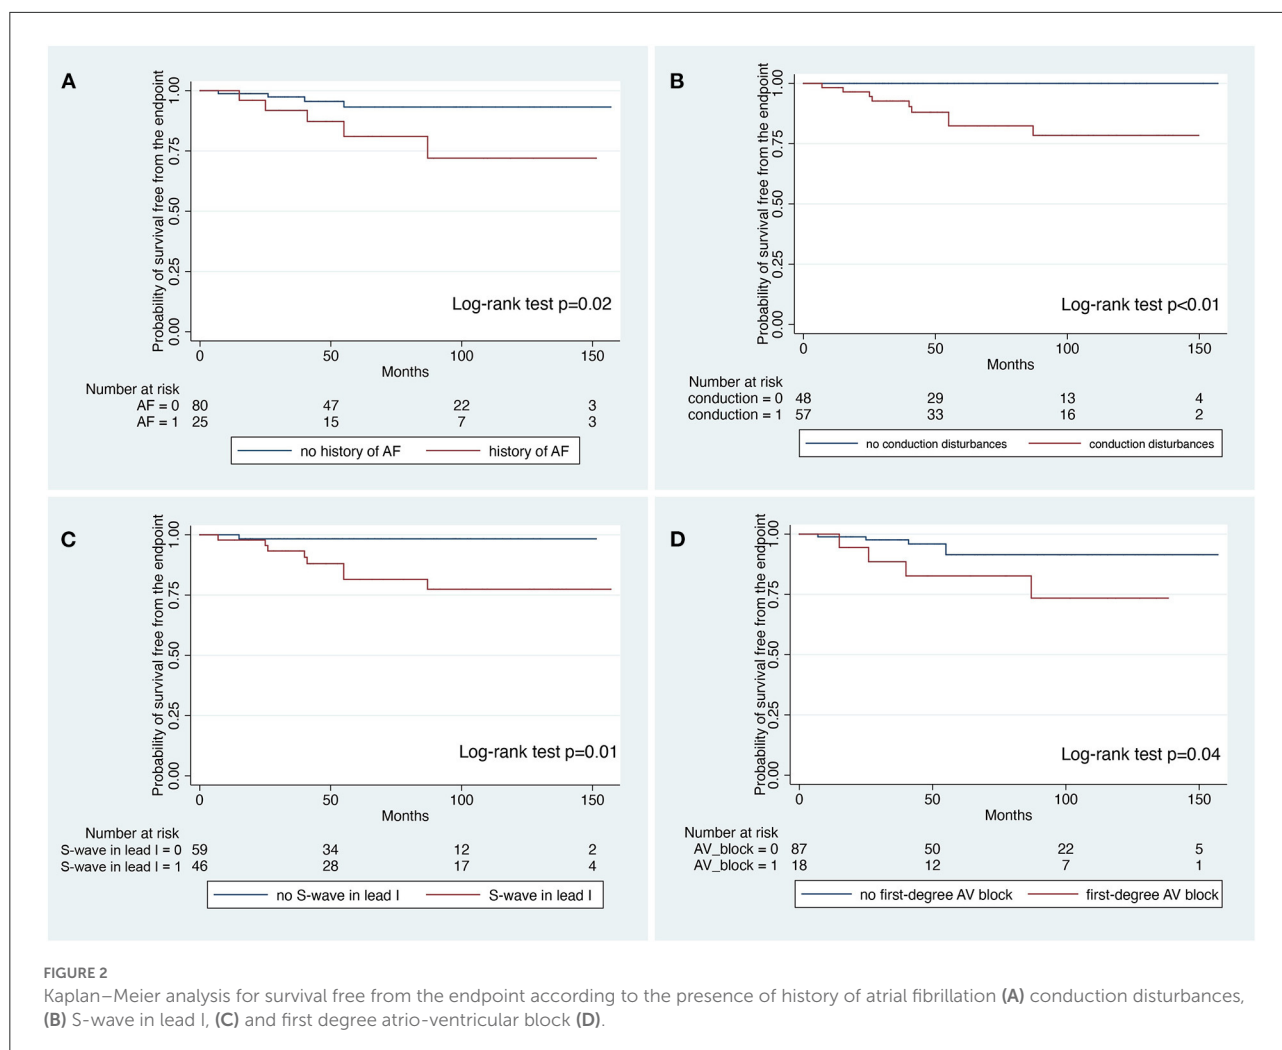 A
Probability of survival free from the endpoint
1.00
0.75
0.50
0.25
0.00
Log-rank test p=0.02
0 50 100 150
Months
Number at risk
AF = 0 80 47 22 3
AF = 1 25 15 7 3
no history of AF history of AF
B
Probability of survival free from the endpoint
1.00
0.75
0.50
0.25
0.00
Log-rank test p<0.01
0 50 100 150
Months
Number at risk
conduction = 0 48 29 13 4
conduction = 1 57 33 16 2
no conduction disturbances conduction disturbances
C
Probability of survival free from the endpoint
1.00
0.75
0.50
0.25
0.00
Log-rank test p=0.01
0 50 100 150
Months
Number at risk
S-wave in lead I = 0 59 34 12 2
S-wave in lead I = 1 46 28 17 4
no S-wave in lead I S-wave in lead I
D
Probability of survival free from the endpoint
1.00
0.75
0.50
0.25
0.00
Log-rank test p=0.04
0 50 100 150
Months
Number at risk
AV_block = 0 87 50 22 5
AV_block = 1 18 12 7 1
no first-degree AV block first-degree AV block
FIGURE 2
Kaplan–Meier analysis for survival free from the endpoint according to the presence of history of atrial fibrillation (A) conduction disturbances,
(B) S-wave in lead I, (C) and first degree atrio-ventricular block (D).